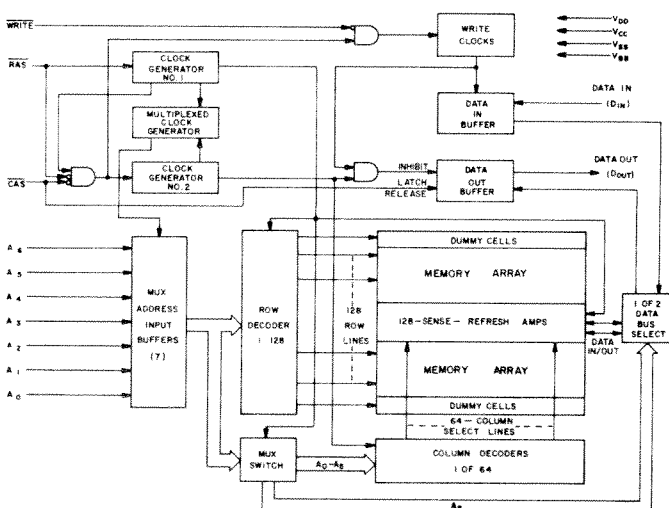 WRITE
RAS
CAS
CLOCK
GENERATOR
NO. 1
MULTIPLEXED
CLOCK
GENERATOR
CLOCK
GENERATOR
NO. 2
WRITE
CLOCKS
VDD
VCC
VSS
VBB
DATA IN
(DIN)
DATA
IN
BUFFER
INHIBIT
LATCH
RELEASE
DATA
OUT
BUFFER
DATA OUT
(DOUT)
A6
A5
A4
A3
A2
A1
A0
MUX
ADDRESS
INPUT
BUFFERS
(7)
ROW
DECODER
1 128
128
ROW
LINES
DUMMY CELLS
MEMORY ARRAY
128-SENSE-REFRESH AMPS
MEMORY ARRAY
DUMMY CELLS
DATA
IN/OUT
1 OF 2
DATA
BUS
SELECT
64-COLUMN
SELECT LINES
MUX
SWITCH
COLUMN DECODERS
1 OF 64